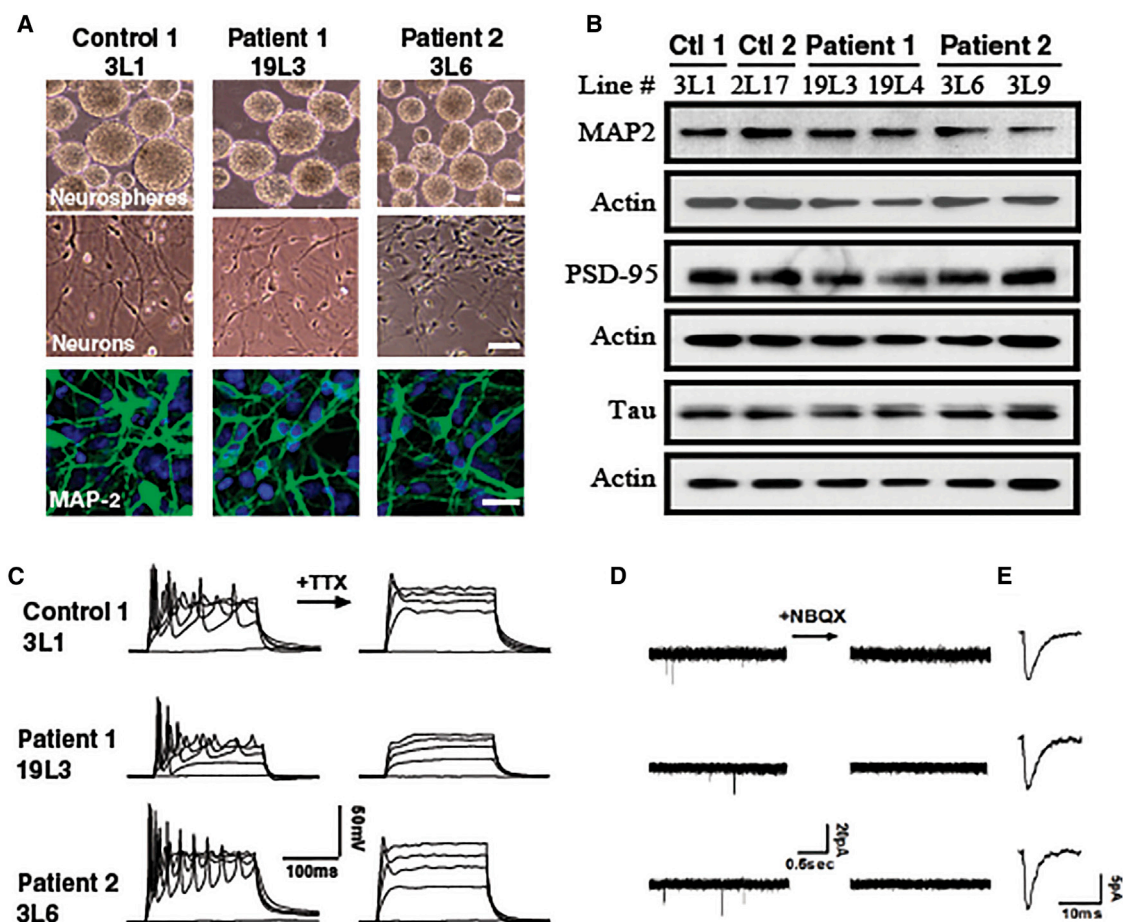 A
Control 1 Patient 1 Patient 2
3L1 19L3 3L6
Neurospheres
Neurons
MAP-2
B
Ctl 1 Ctl 2 Patient 1 Patient 2
Line # 3L1 2L17 19L3 19L4 3L6 3L9
MAP2
Actin
PSD-95
Actin
Tau
Actin
C
Control 1
3L1
+TTX
Patient 1
19L3
Patient 2
3L6
50mV
100ms
D
+NBQX
20pA
0.5sec
E
5pA
10ms